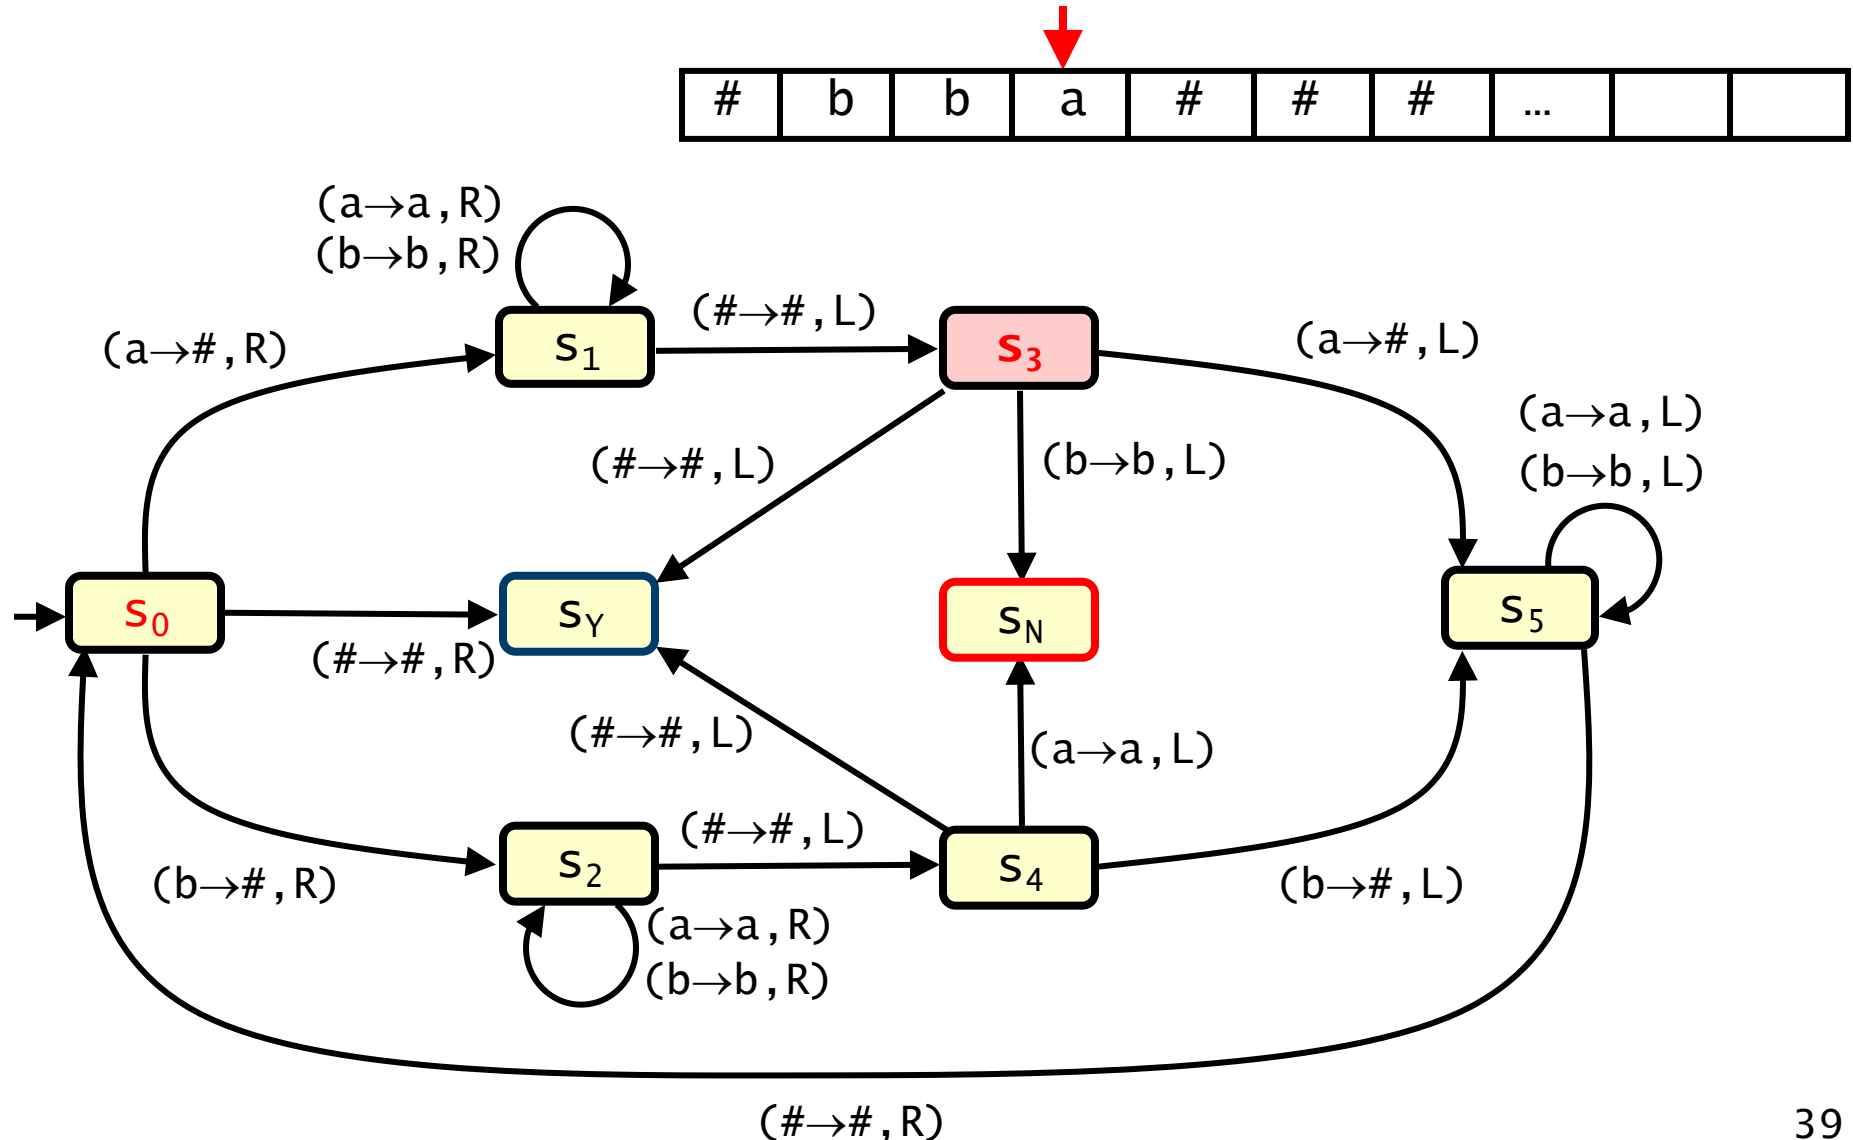 # b b a # # # ...
(a→a,R)
(b→b,R)
(a→#,R)
s1
(#→#,L)
s3
(a→#,L)
(#→#,L)
(b→b,L)
(a→a,L)
(b→b,L)
s0
sY
sN
s5
(#→#,R)
(#→#,L)
(a→a,L)
(b→#,R)
s2
(#→#,L)
s4
(b→#,L)
(a→a,R)
(b→b,R)
(#→#,R)
39